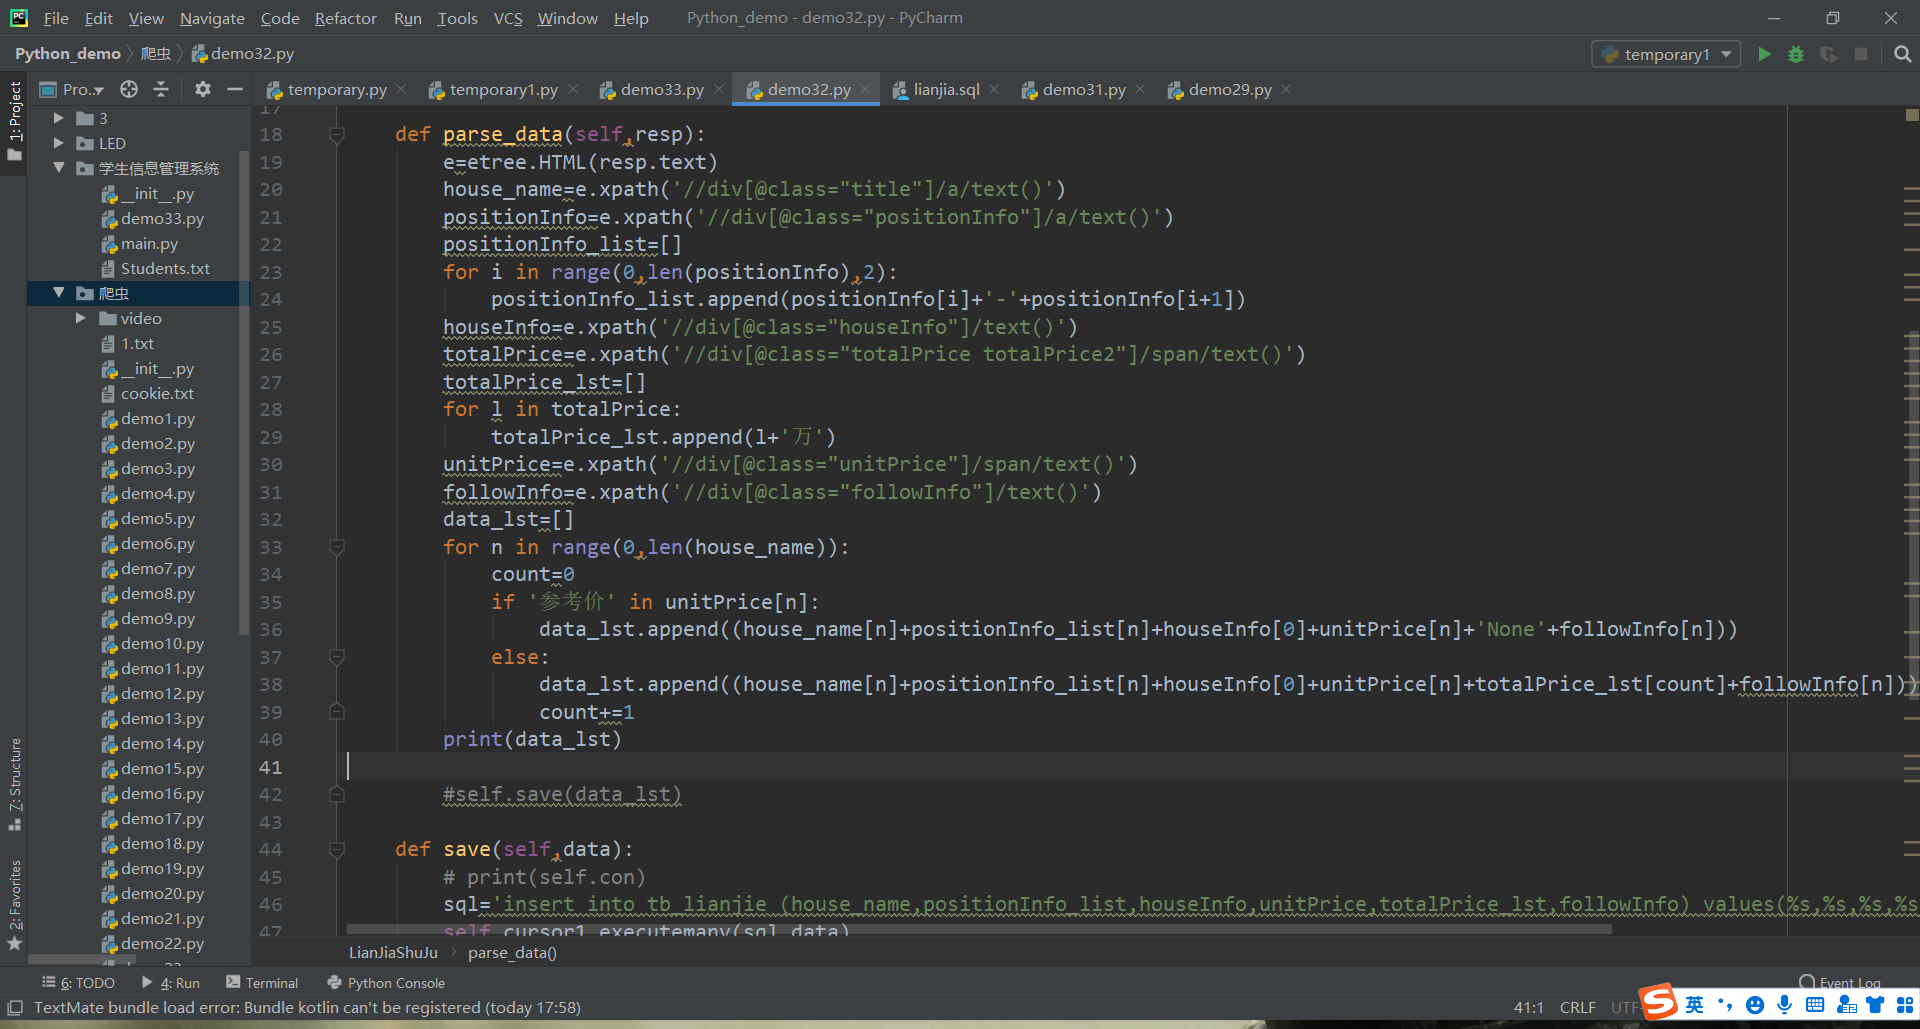 File Edit View Navigate Code Refactor Run Tools VCS Window Help Python_demo - demo32.py - PyCharm
Python_demo 爬虫 demo32.py temporary1
1: Project Pro.. temporary.py temporary1.py demo33.py demo32.py lianjia.sql demo31.py demo29.py
3
LED
学生信息管理系统
__init__.py
demo33.py
main.py
Students.txt
爬虫
video
1.txt
__init__.py
cookie.txt
demo1.py
demo2.py
demo3.py
demo4.py
demo5.py
demo6.py
demo7.py
demo8.py
demo9.py
demo10.py
demo11.py
demo12.py
demo13.py
demo14.py
demo15.py
demo16.py
demo17.py
demo18.py
demo19.py
demo20.py
demo21.py
demo22.py
7: Structure
2: Favorites
17
18 def parse_data(self,resp):
19 e=etree.HTML(resp.text)
20 house_name=e.xpath('//div[@class="title"]/a/text()')
21 positionInfo=e.xpath('//div[@class="positionInfo"]/a/text()')
22 positionInfo_list=[]
23 for i in range(0,len(positionInfo),2):
24 positionInfo_list.append(positionInfo[i]+'-'+positionInfo[i+1])
25 houseInfo=e.xpath('//div[@class="houseInfo"]/text()')
26 totalPrice=e.xpath('//div[@class="totalPrice totalPrice2"]/span/text()')
27 totalPrice_lst=[]
28 for l in totalPrice:
29 totalPrice_lst.append(l+'万')
30 unitPrice=e.xpath('//div[@class="unitPrice"]/span/text()')
31 followInfo=e.xpath('//div[@class="followInfo"]/text()')
32 data_lst=[]
33 for n in range(0,len(house_name)):
34 count=0
35 if '参考价' in unitPrice[n]:
36 data_lst.append((house_name[n]+positionInfo_list[n]+houseInfo[0]+unitPrice[n]+'None'+followInfo[n]))
37 else:
38 data_lst.append((house_name[n]+positionInfo_list[n]+houseInfo[0]+unitPrice[n]+totalPrice_lst[count]+followInfo[n]))
39 count+=1
40 print(data_lst)
41
42 #self.save(data_lst)
43
44 def save(self,data):
45 # print(self.con)
46 sql='insert into tb_lianjie (house_name,positionInfo_list,houseInfo,unitPrice,totalPrice_lst,followInfo) values(%s,%s,%s,%s
47 self.cursor1.executemany(sql,data)
LianJiaShuJu parse_data()
6: TODO 4: Run Terminal Python Console Event Log
TextMate bundle load error: Bundle kotlin can't be registered (today 17:58) 41:1 CRLF UTF 英